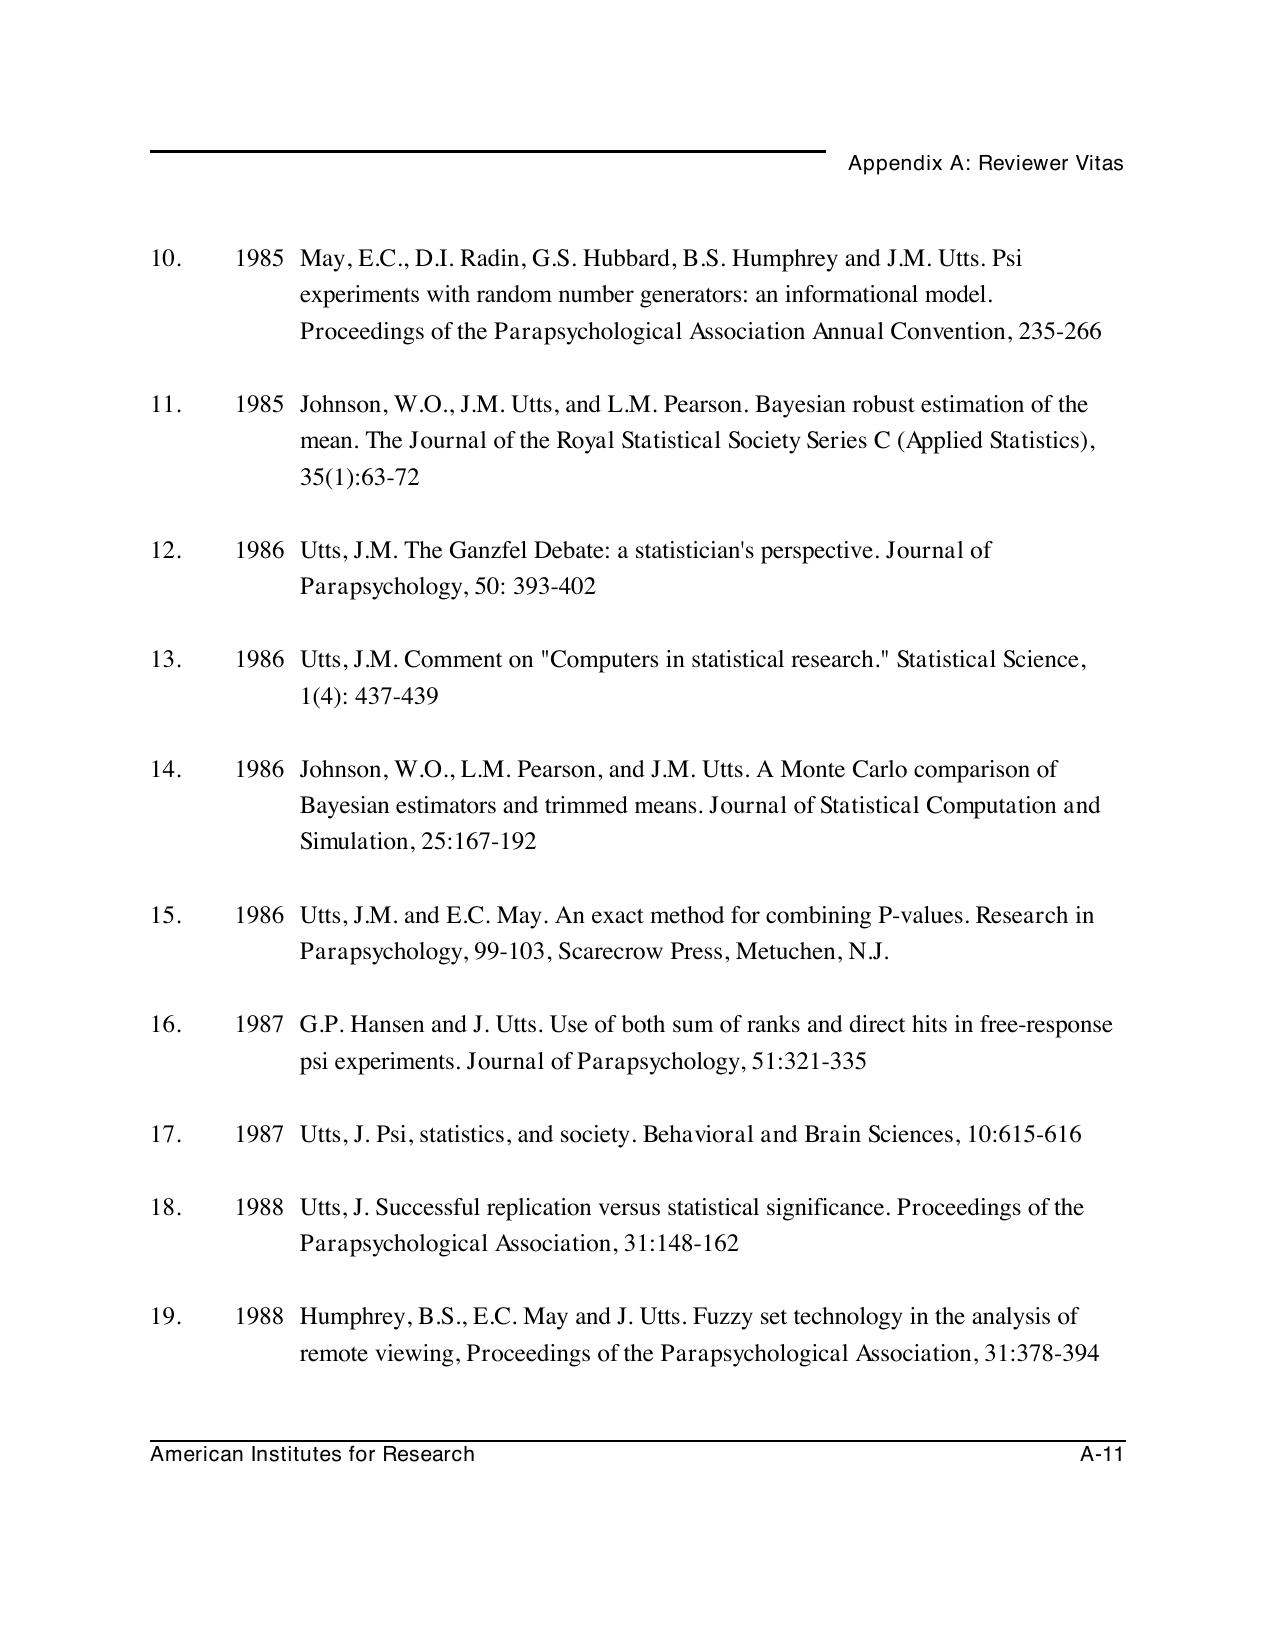 Appendix A: Reviewer Vitas
10. 1985 May, E.C., D.I. Radin, G.S. Hubbard, B.S. Humphrey and J.M. Utts. Psi
experiments with random number generators: an informational model.
Proceedings of the Parapsychological Association Annual Convention, 235-266
11. 1985 Johnson, W.O., J.M. Utts, and L.M. Pearson. Bayesian robust estimation of the
mean. The Journal of the Royal Statistical Society Series C (Applied Statistics),
35(1):63-72
12. 1986 Utts, J.M. The Ganzfel Debate: a statistician's perspective. Journal of
Parapsychology, 50: 393-402
13. 1986 Utts, J.M. Comment on "Computers in statistical research." Statistical Science,
1(4): 437-439
14. 1986 Johnson, W.O., L.M. Pearson, and J.M. Utts. A Monte Carlo comparison of
Bayesian estimators and trimmed means. Journal of Statistical Computation and
Simulation, 25:167-192
15. 1986 Utts, J.M. and E.C. May. An exact method for combining P-values. Research in
Parapsychology, 99-103, Scarecrow Press, Metuchen, N.J.
16. 1987 G.P. Hansen and J. Utts. Use of both sum of ranks and direct hits in free-response
psi experiments. Journal of Parapsychology, 51:321-335
17. 1987 Utts, J. Psi, statistics, and society. Behavioral and Brain Sciences, 10:615-616
18. 1988 Utts, J. Successful replication versus statistical significance. Proceedings of the
Parapsychological Association, 31:148-162
19. 1988 Humphrey, B.S., E.C. May and J. Utts. Fuzzy set technology in the analysis of
remote viewing, Proceedings of the Parapsychological Association, 31:378-394
American Institutes for Research A-11